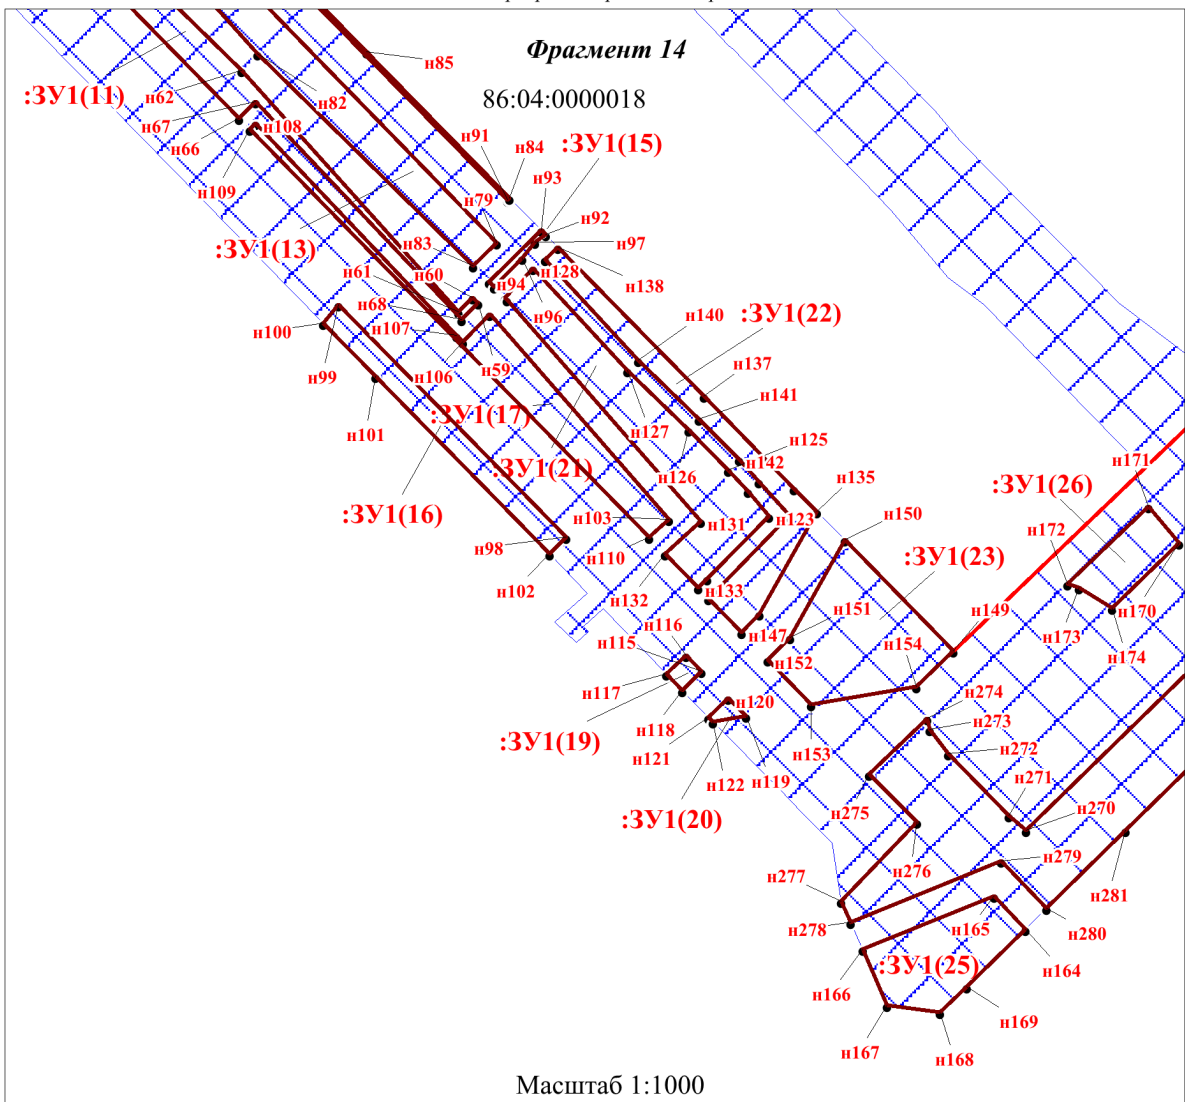 Фрагмент 14
н85
:ЗУ1(11)
н62
н82
86:04:0000018
н67
н108
н66
н91
н84
:ЗУ1(15)
н93
н109
н79
н92
н97
:ЗУ1(13)
н83
н61
н60
н94
н128
н138
н68
н96
н100
н107
н140
:ЗУ1(22)
н99
н106
н59
н137
:ЗУ1(17)
н141
н101
н127
н125
н171
:ЗУ1(21)
н142
н126
:ЗУ1(26)
:ЗУ1(16)
н135
н103
н131
н123
н150
н98
н110
н172
:ЗУ1(23)
н102
н133
н132
н151
н149
н170
н116
н147
н173
н115
н152
н154
н174
н117
н120
н274
н118
н273
:ЗУ1(19)
н121
н153
н272
н122
н119
н271
н270
:ЗУ1(20)
н275
н279
н276
н277
н281
н278
н165
н280
н164
:ЗУ1(25)
н166
н169
н167
н168
Масштаб 1:1000